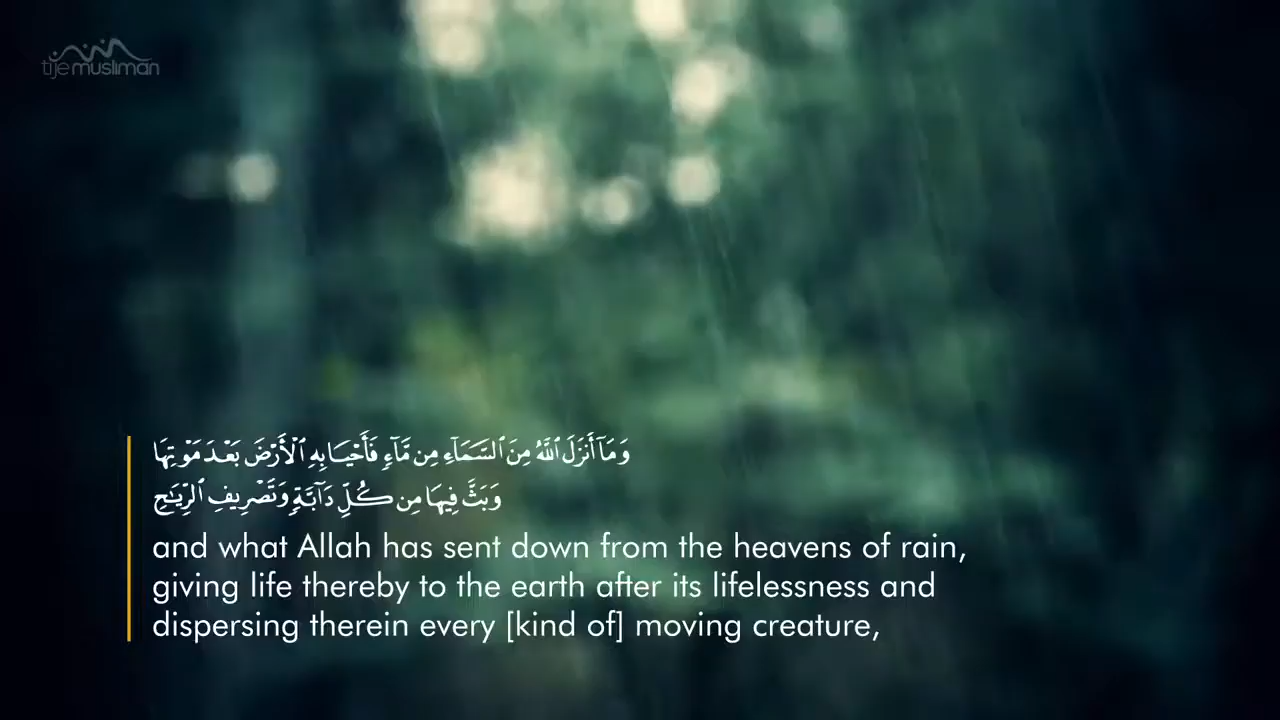 tijemusliman
وَمَآ أَنزَلَ ٱللَّهُ مِنَ ٱلسَّمَآءِ مِن مَّآءٍ فَأَحْيَا بِهِ ٱلْأَرْضَ بَعْدَ مَوْتِهَا
وَبَثَّ فِيهَا مِن كُلِّ دَآبَّةٍ وَتَصْرِيفِ ٱلرِّيَٰحِ
and what Allah has sent down from the heavens of rain,
giving life thereby to the earth after its lifelessness and
dispersing therein every [kind of] moving creature,